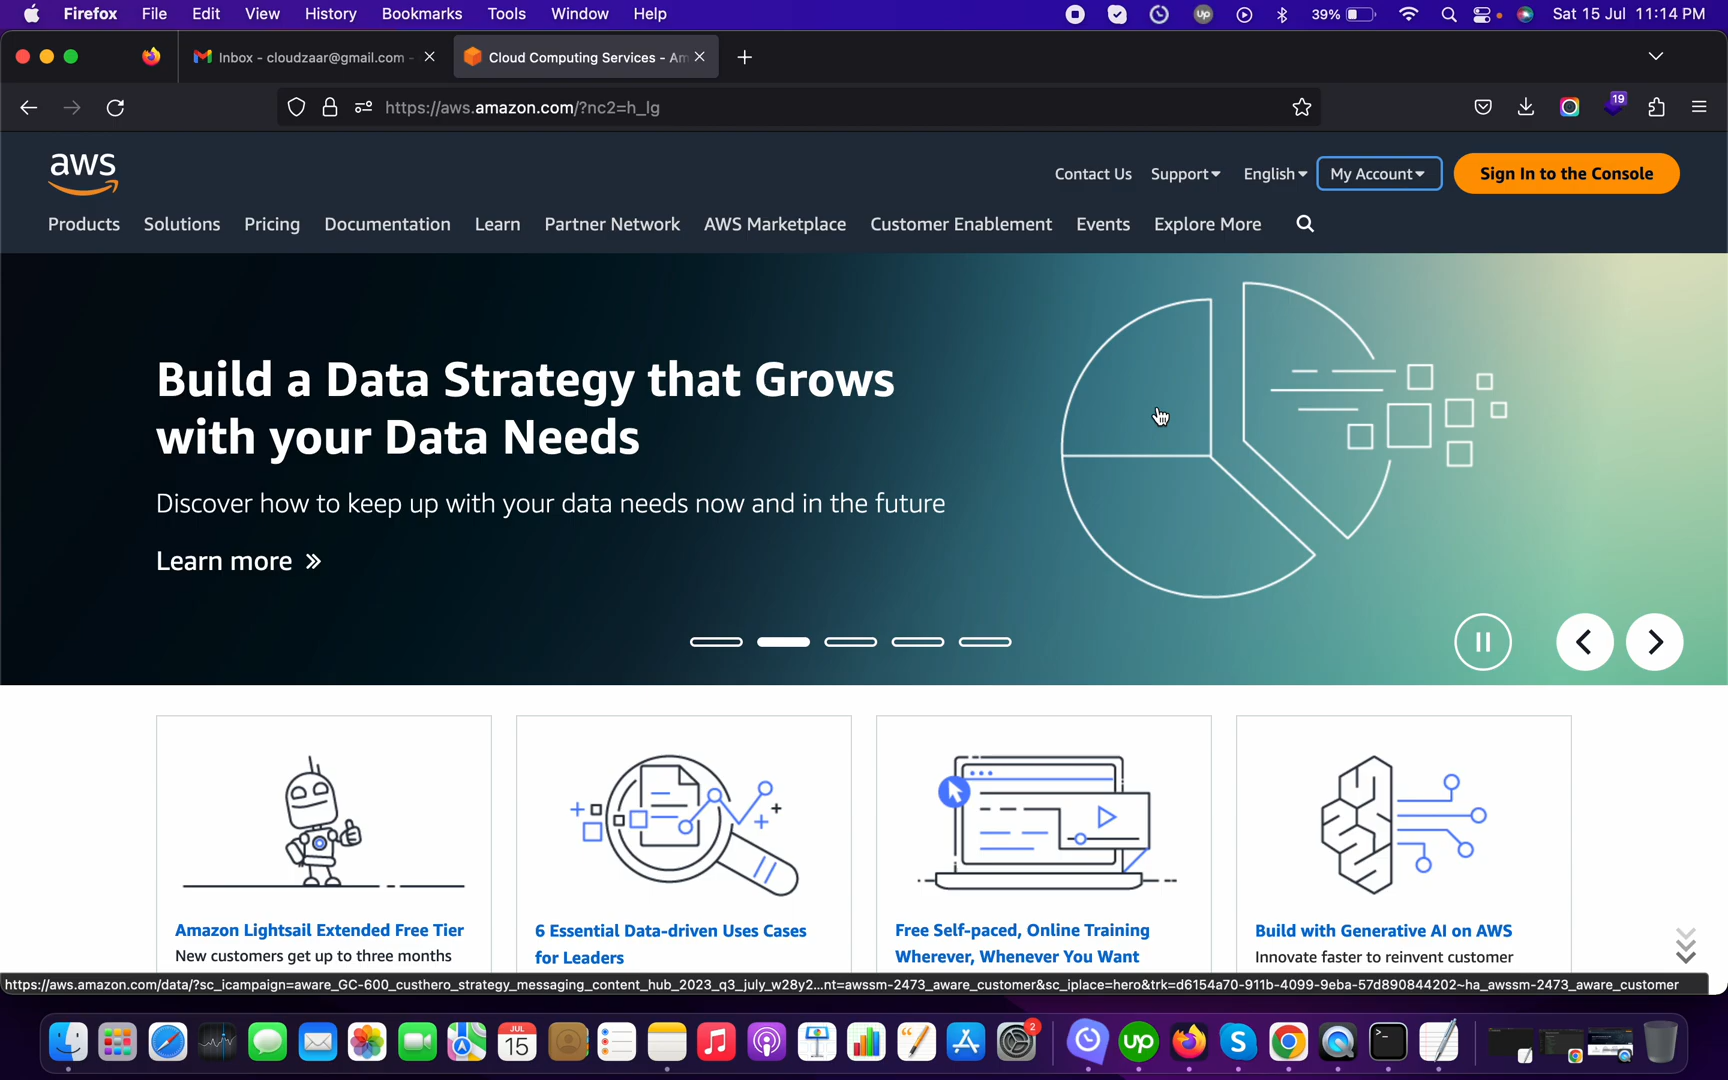 Firefox File Edit View History Bookmarks Tools Window Help
up 39% Sat 15 Jul 11:14 PM
Inbox - cloudzaar@gmail.com -
Cloud Computing Services - Am
https://aws.amazon.com/?nc2=h_lg
19
aws
Contact Us Support English My Account Sign In to the Console
Products Solutions Pricing Documentation Learn Partner Network AWS Marketplace Customer Enablement Events Explore More
Build a Data Strategy that Grows
with your Data Needs
Discover how to keep up with your data needs now and in the future
Learn more »
Amazon Lightsail Extended Free Tier
New customers get up to three months
6 Essential Data-driven Uses Cases
for Leaders
Free Self-paced, Online Training
Wherever, Whenever You Want
Build with Generative AI on AWS
Innovate faster to reinvent customer
https://aws.amazon.com/data/?sc_icampaign=aware_GC-600_custhero_strategy_messaging_content_hub_2023_q3_july_w28y2...nt=awssm-2473_aware_customer&sc_iplace=hero&trk=d6154a70-911b-4099-9eba-57d890844202~ha_awssm-2473_aware_customer
JUL
15
2
up